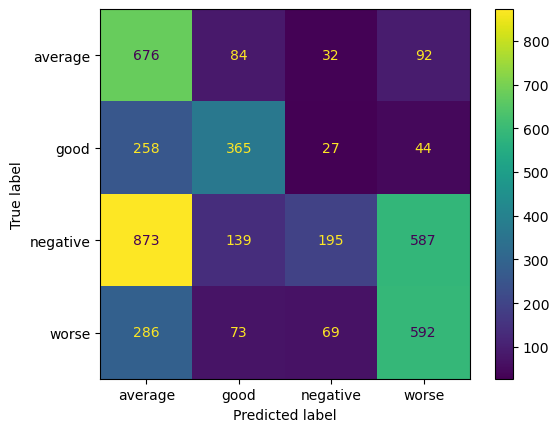 average 676 84 32 92
good 258 365 27 44
negative 873 139 195 587
worse 286 73 69 592
average good negative worse
Predicted label
True label
800
700
600
500
400
300
200
100